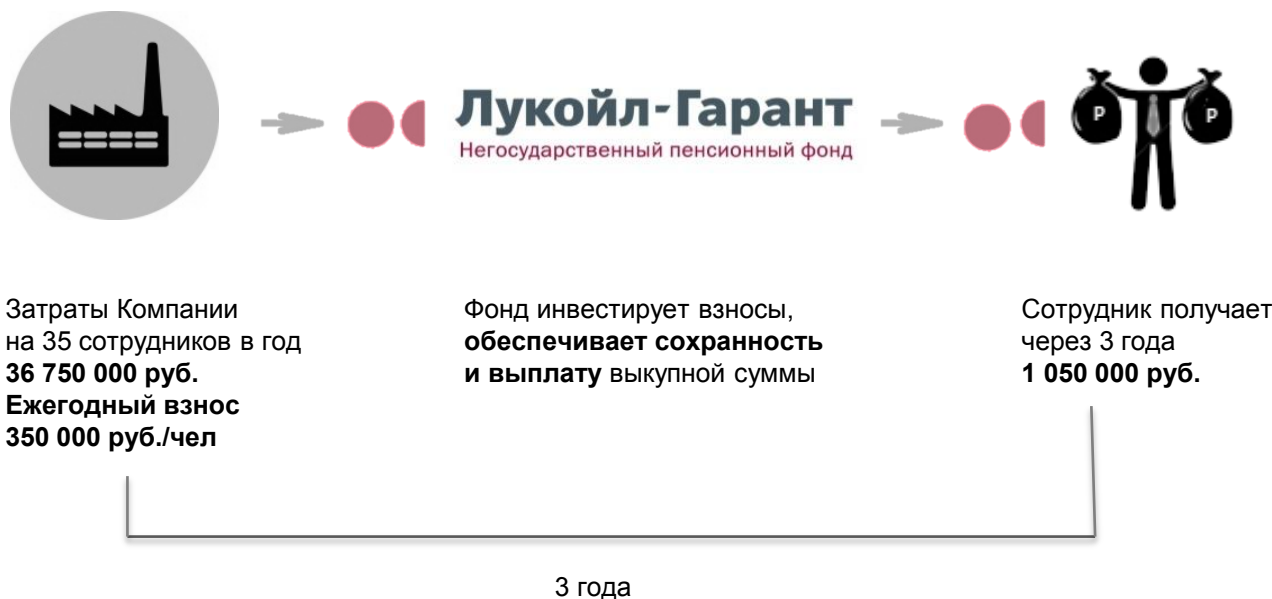 Лукойл-Гарант
Негосударственный пенсионный фонд
Р
Р
Затраты Компании
на 35 сотрудников в год
36 750 000 руб.
Ежегодный взнос
350 000 руб./чел
Фонд инвестирует взносы,
обеспечивает сохранность
и выплату выкупной суммы
Сотрудник получает
через 3 года
1 050 000 руб.
3 года